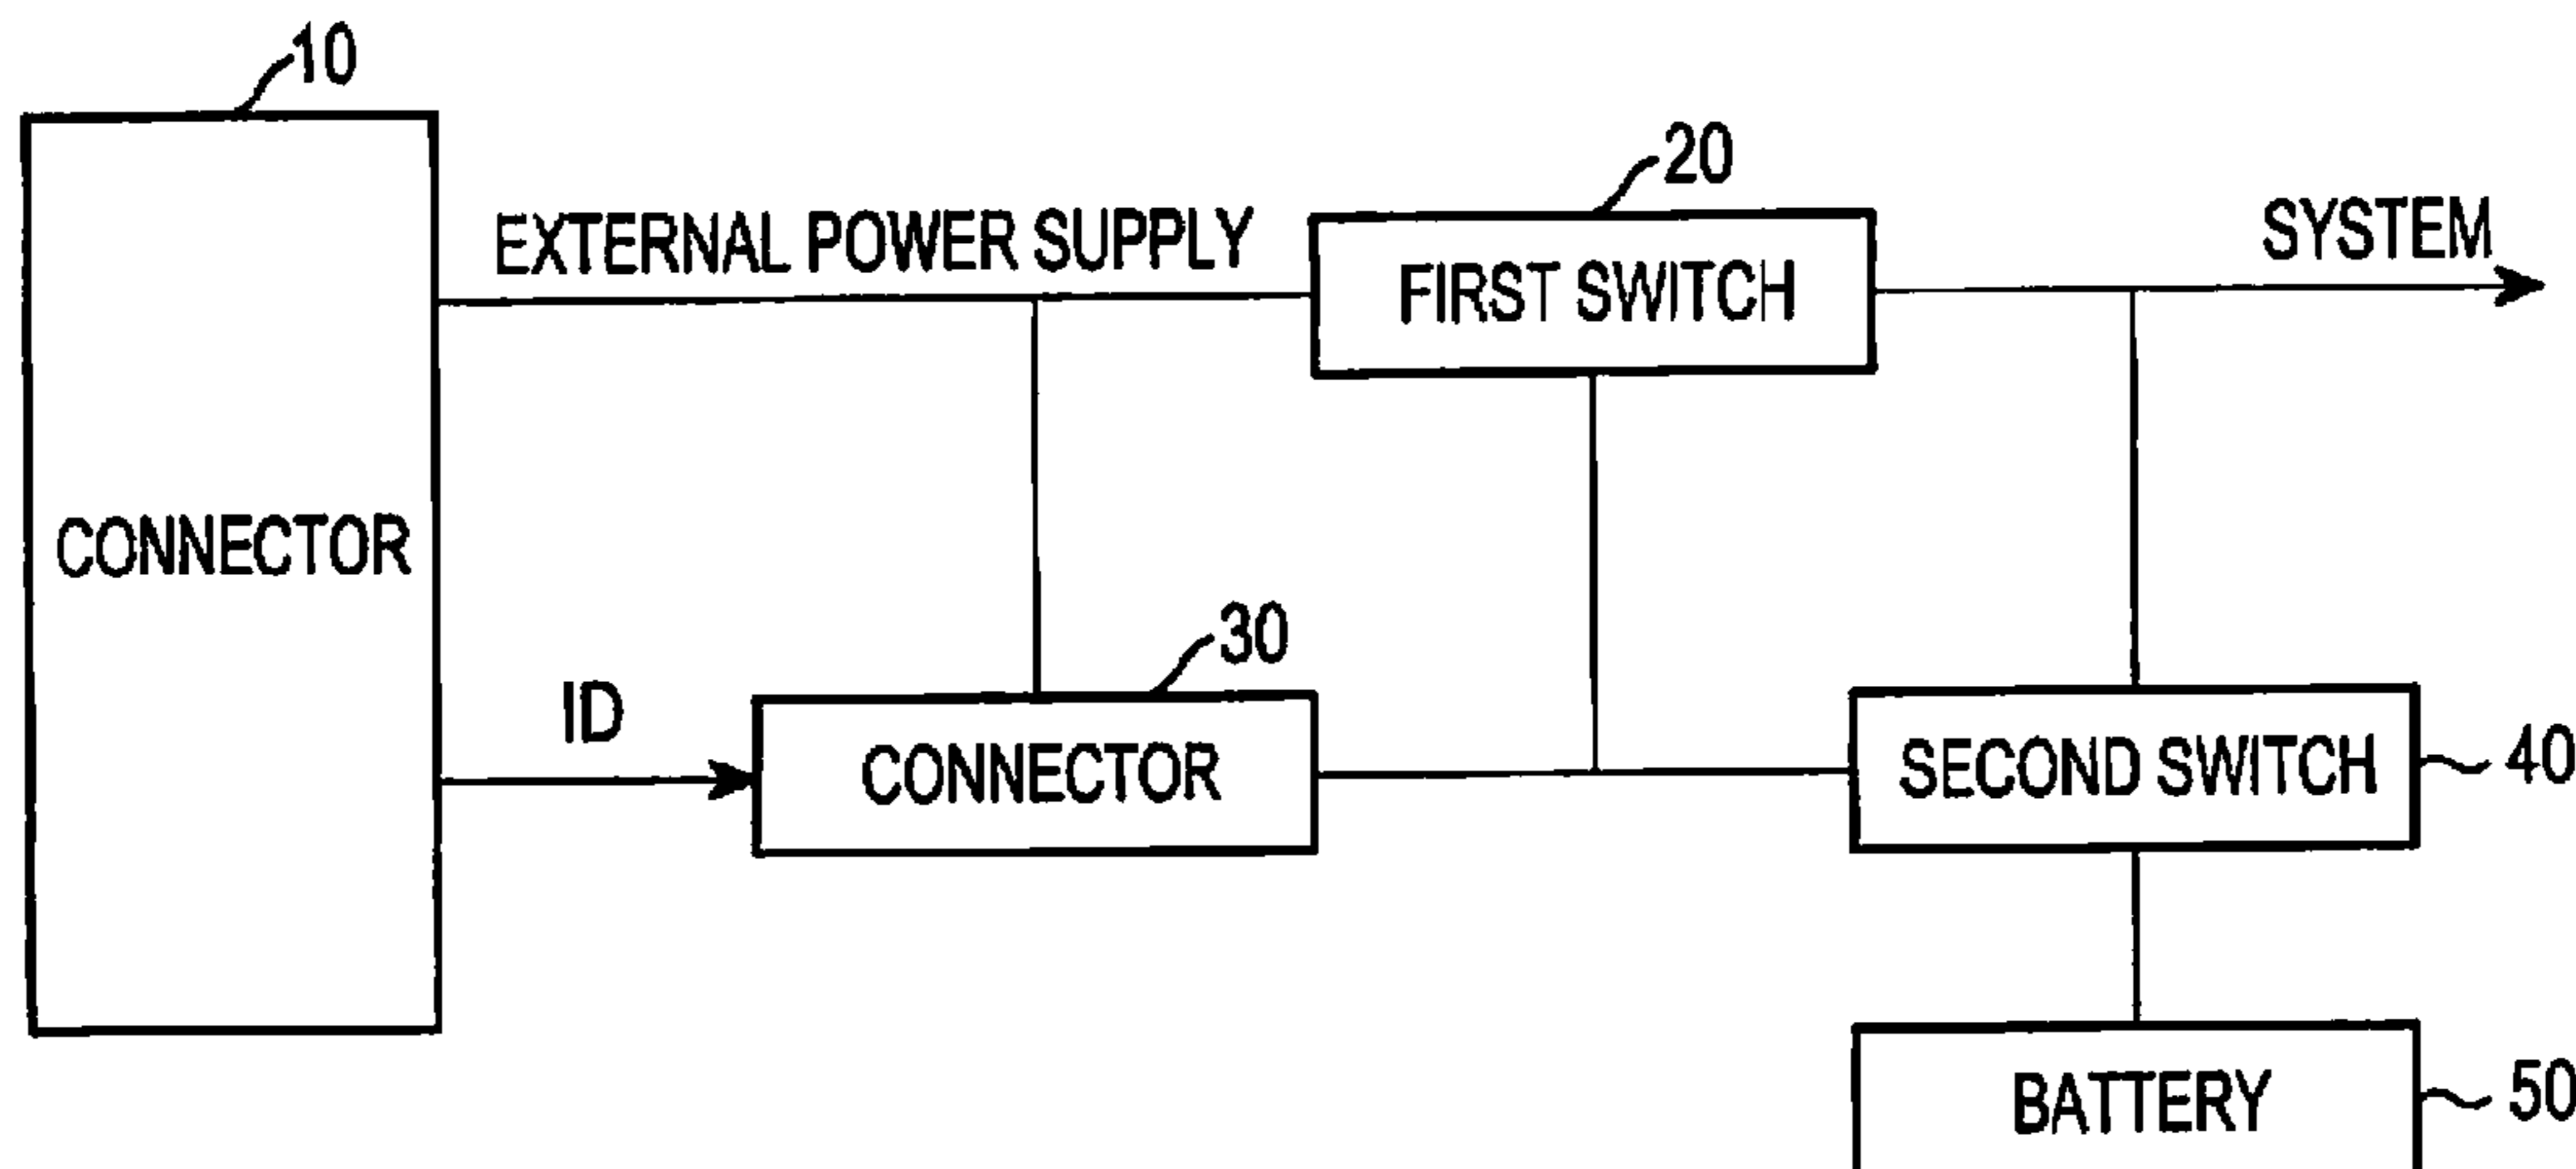 10
20
EXTERNAL POWER SUPPLY
SYSTEM
FIRST SWITCH
CONNECTOR
30
ID
CONNECTOR
SECOND SWITCH
40
BATTERY
50